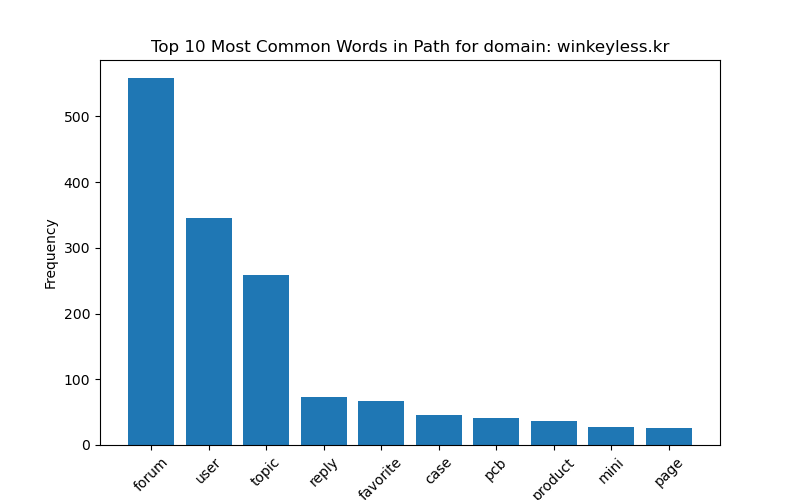 Top 10 Most Common Words in Path for domain: winkeyless.kr
Frequency
500
400
300
200
100
0
forum
user
topic
reply
favorite
case
pcb
product
mini
page